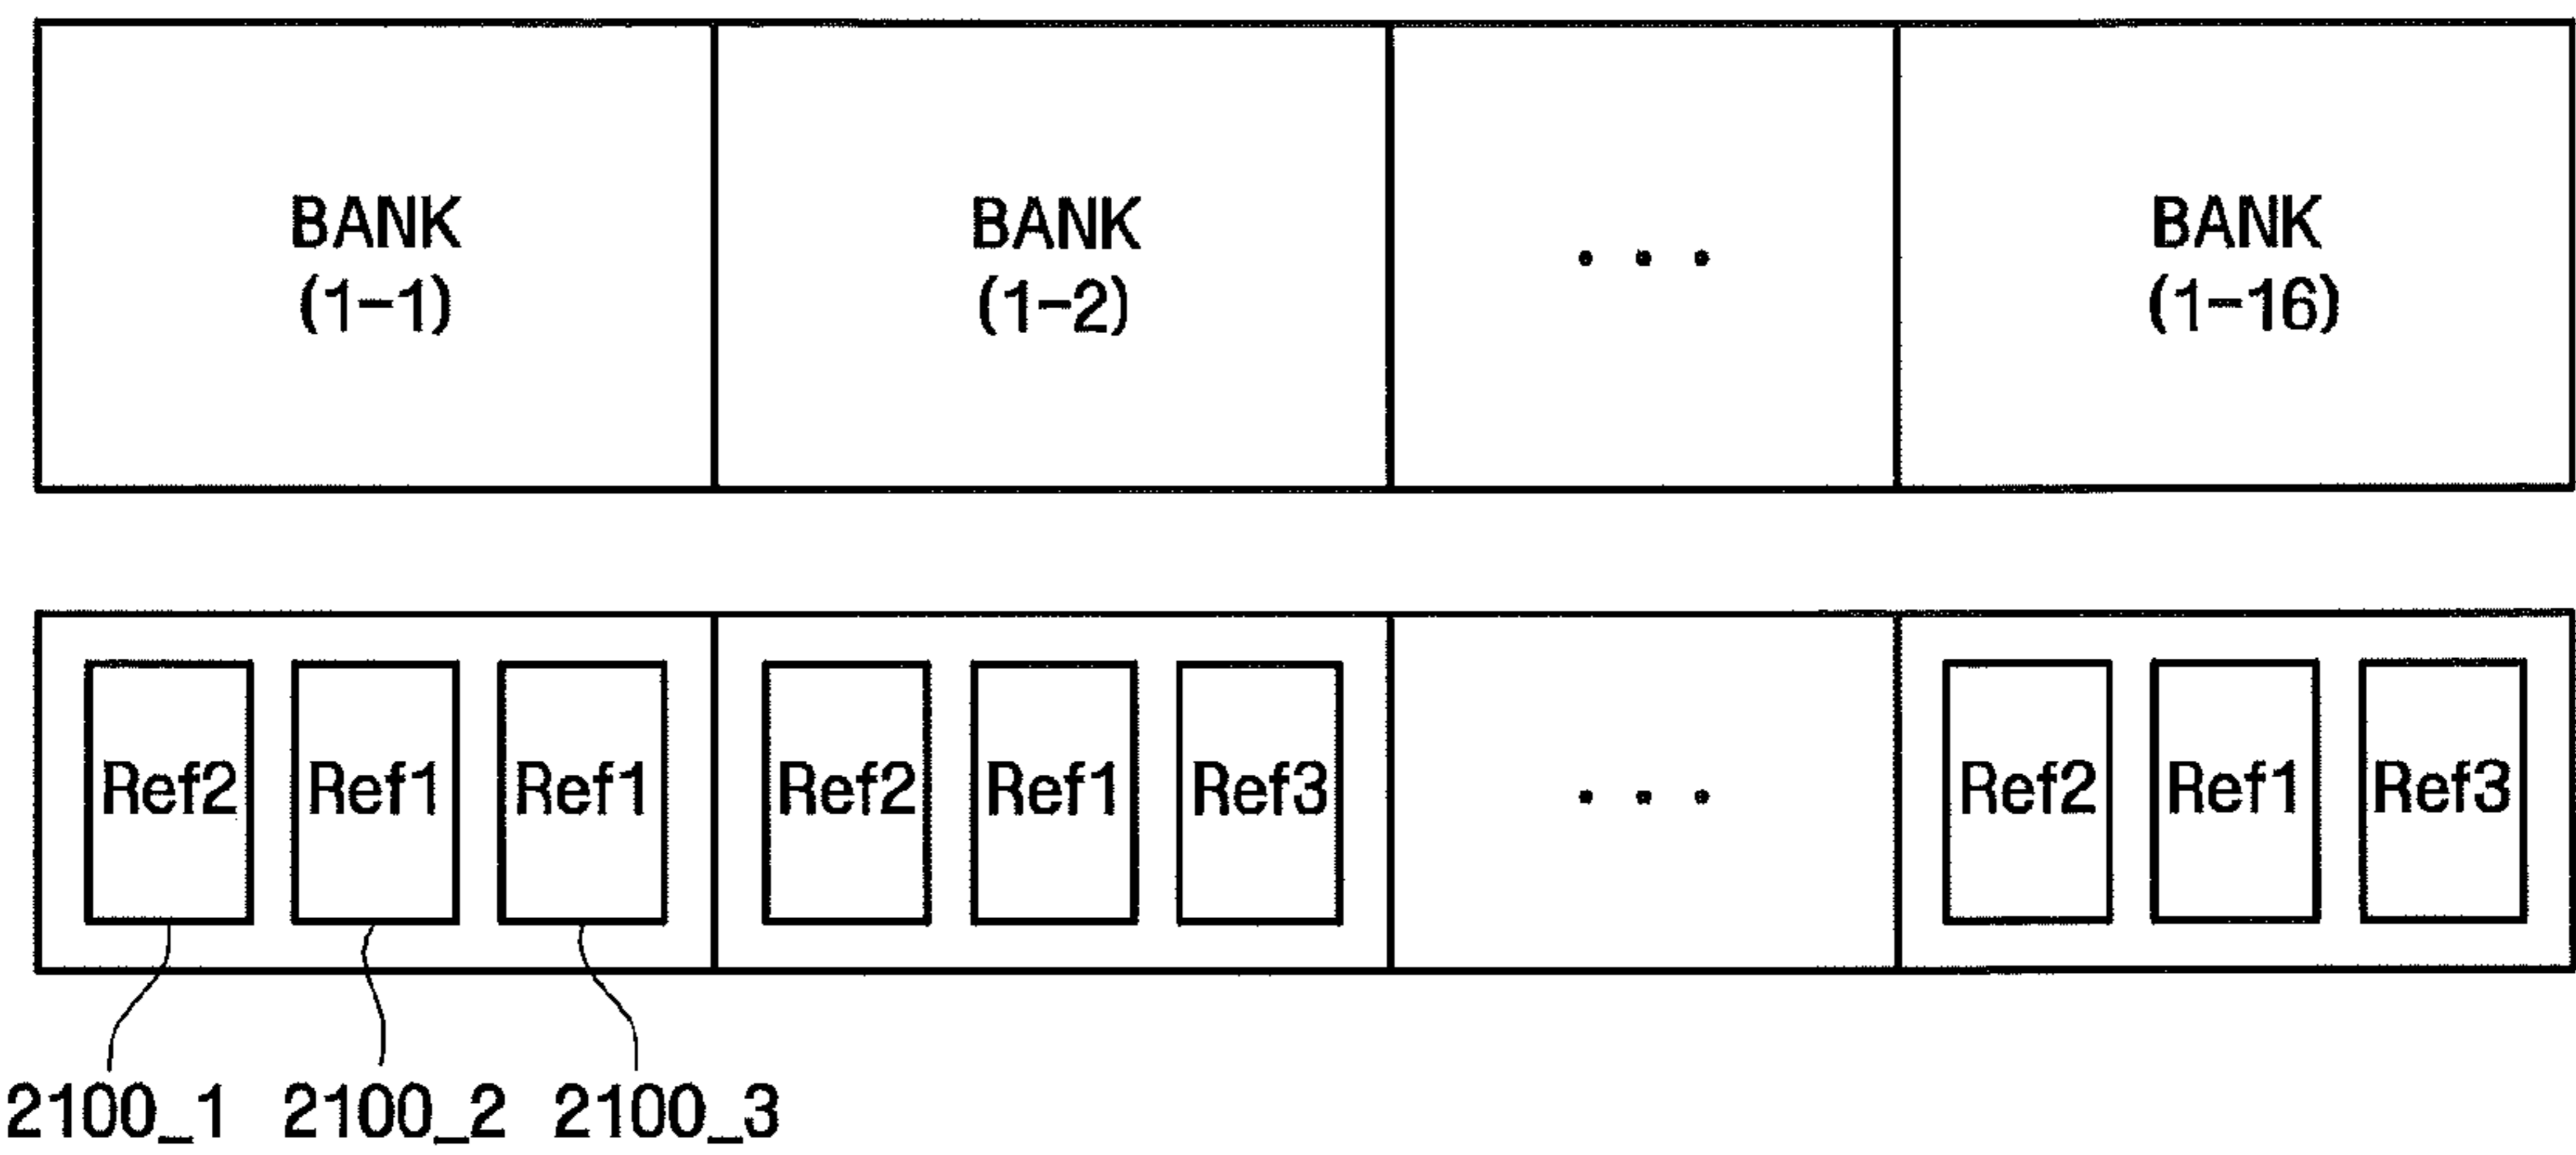 BANK
(1-1)
BANK
(1-2)
. . .
BANK
(1-16)
Ref2 Ref1 Ref1 Ref2 Ref1 Ref3 . . . Ref2 Ref1 Ref3
2100_1 2100_2 2100_3